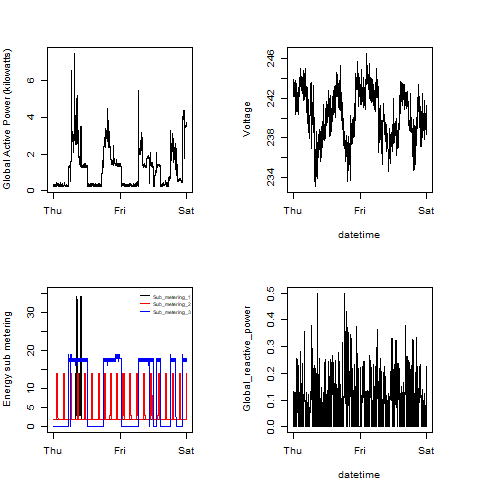 Global Active Power (kilowatts)
0 2 4 6
Thu Fri Sat
Voltage
234 238 242 246
Thu Fri Sat
datetime
Energy sub metering
0 5 10 20 30
Sub_metering_1
Sub_metering_2
Sub_metering_3
Thu Fri Sat
Global_reactive_power
0.0 0.1 0.2 0.3 0.4 0.5
Thu Fri Sat
datetime